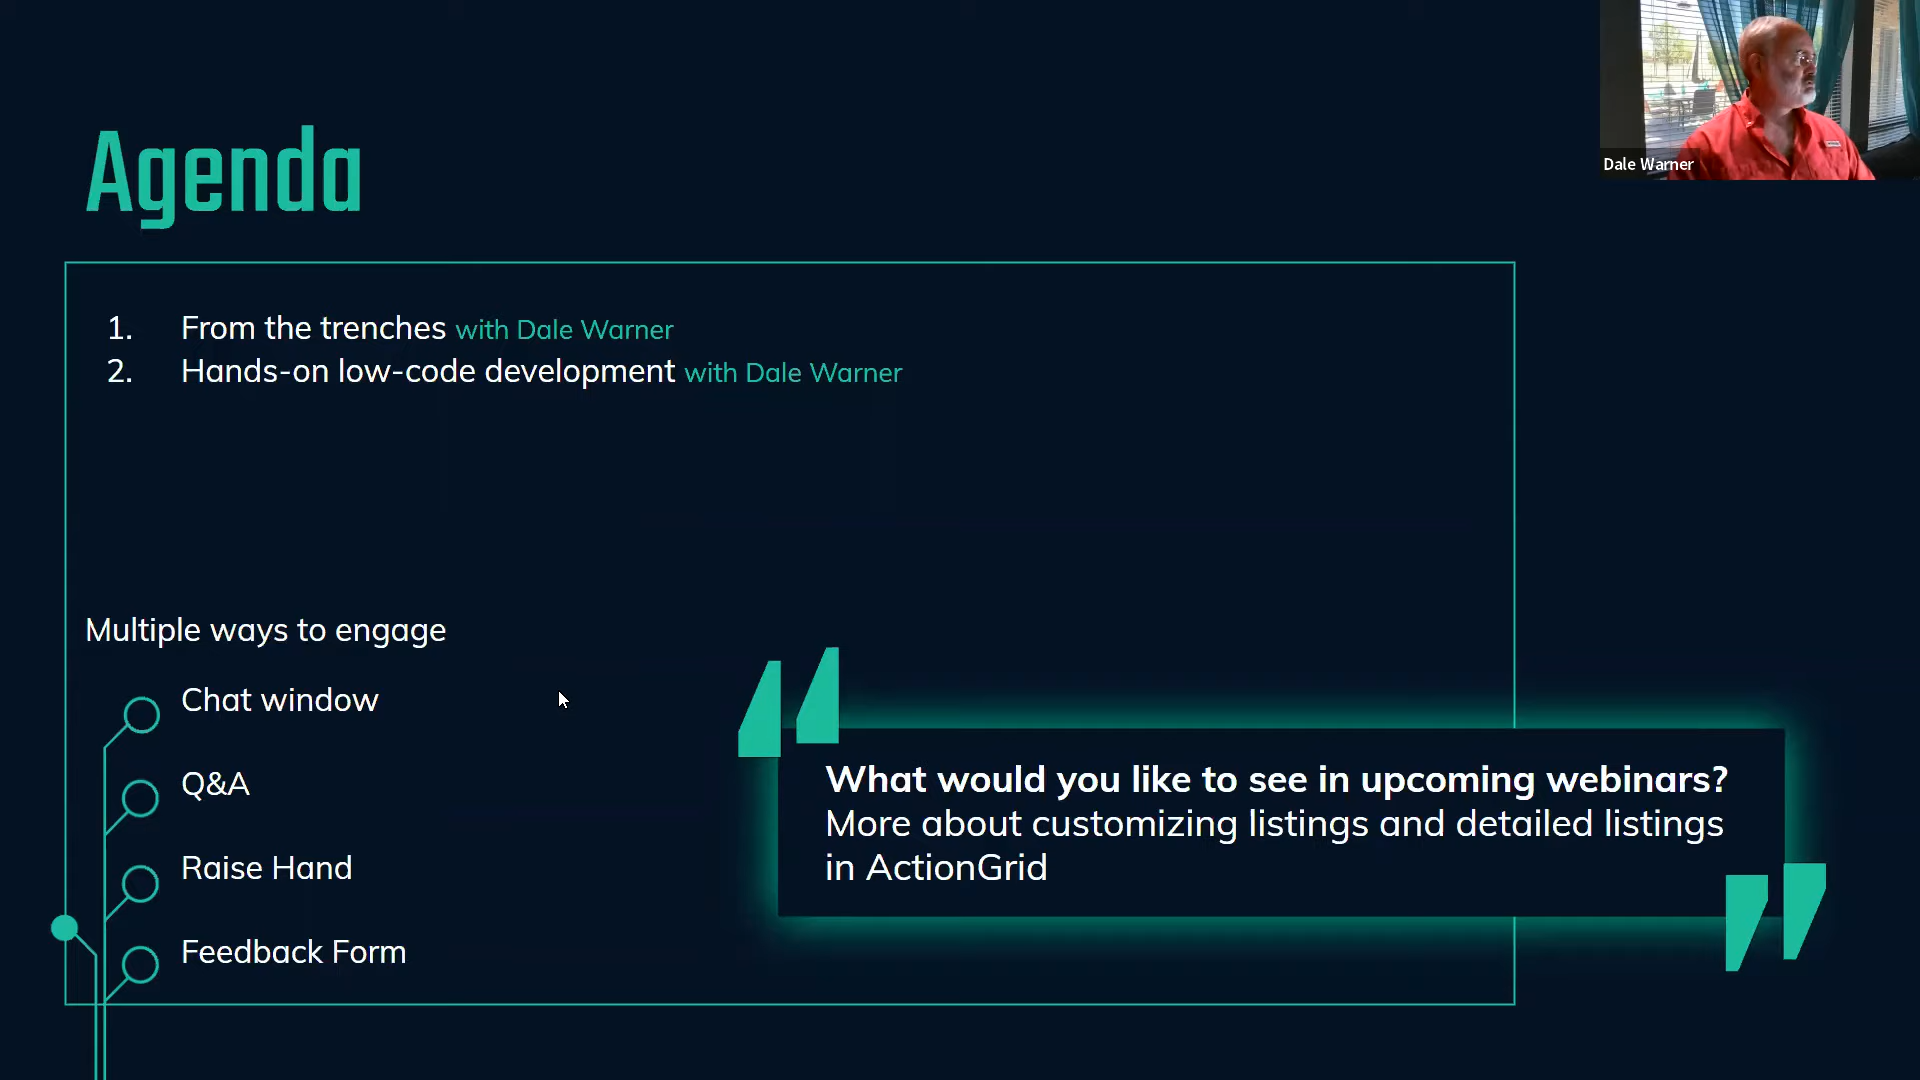 Agenda
Dale Warner
1. From the trenches with Dale Warner
2. Hands-on low-code development with Dale Warner
Multiple ways to engage
Chat window
Q&A
Raise Hand
Feedback Form
What would you like to see in upcoming webinars?
More about customizing listings and detailed listings
in ActionGrid